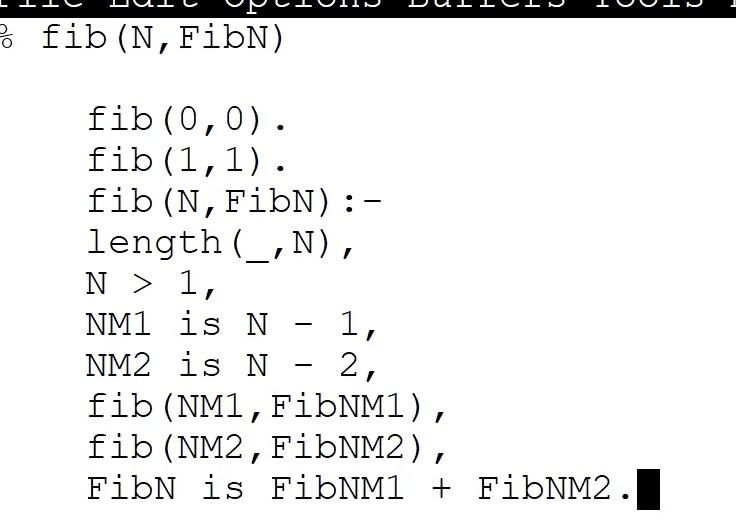 File Edit Options Buffers Tools
% fib(N,FibN)
fib(0,0).
fib(1,1).
fib(N,FibN):-
length(_,N),
N > 1,
NM1 is N - 1,
NM2 is N - 2,
fib(NM1,FibNM1),
fib(NM2,FibNM2),
FibN is FibNM1 + FibNM2.